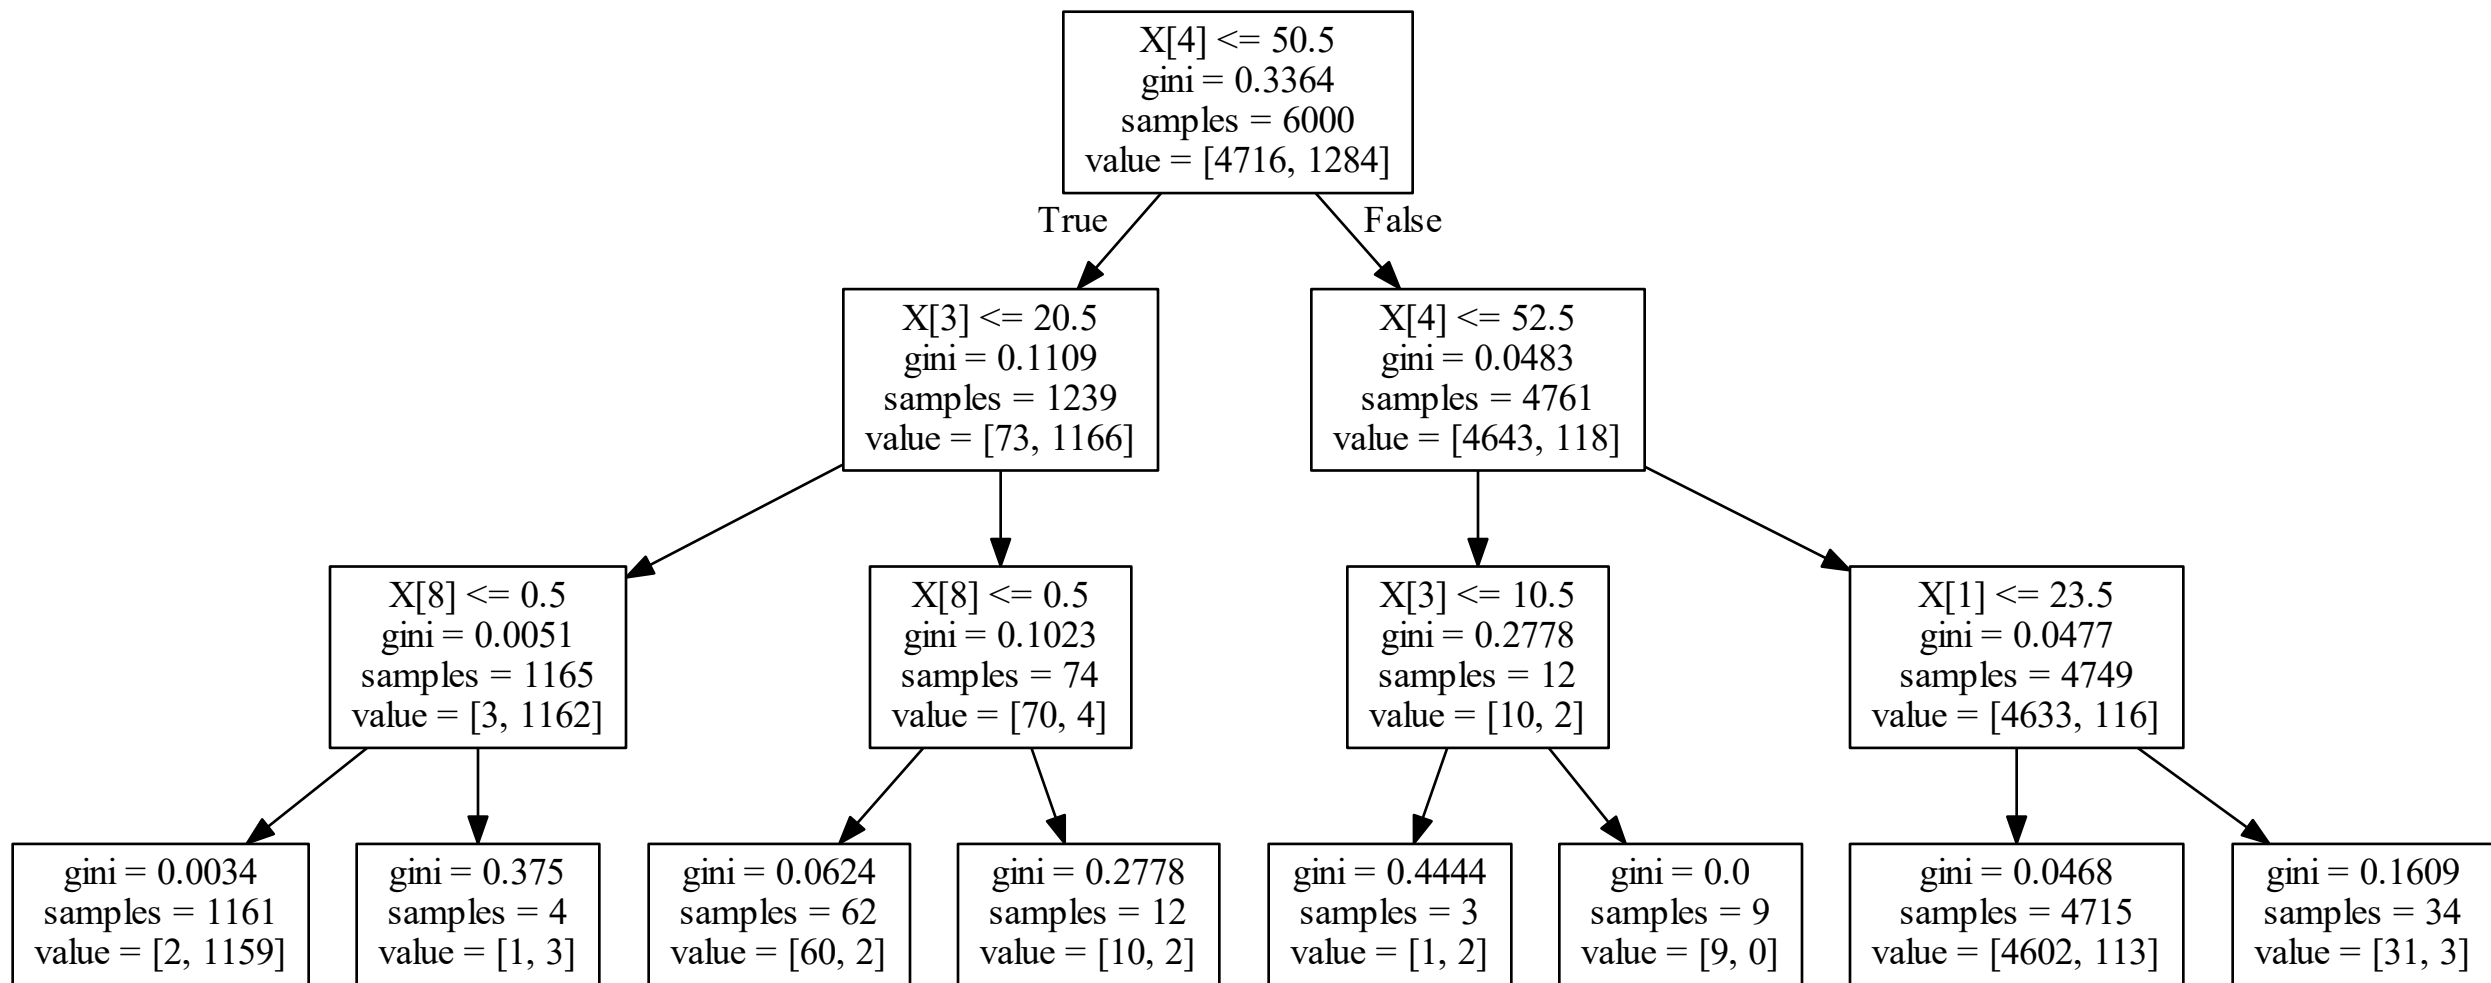 X[4] <= 50.5
gini = 0.3364
samples = 6000
value = [4716, 1284]
True
False
X[3] <= 20.5
gini = 0.1109
samples = 1239
value = [73, 1166]
X[4] <= 52.5
gini = 0.0483
samples = 4761
value = [4643, 118]
X[8] <= 0.5
gini = 0.0051
samples = 1165
value = [3, 1162]
X[8] <= 0.5
gini = 0.1023
samples = 74
value = [70, 4]
X[3] <= 10.5
gini = 0.2778
samples = 12
value = [10, 2]
X[1] <= 23.5
gini = 0.0477
samples = 4749
value = [4633, 116]
gini = 0.0034
samples = 1161
value = [2, 1159]
gini = 0.375
samples = 4
value = [1, 3]
gini = 0.0624
samples = 62
value = [60, 2]
gini = 0.2778
samples = 12
value = [10, 2]
gini = 0.4444
samples = 3
value = [1, 2]
gini = 0.0
samples = 9
value = [9, 0]
gini = 0.0468
samples = 4715
value = [4602, 113]
gini = 0.1609
samples = 34
value = [31, 3]